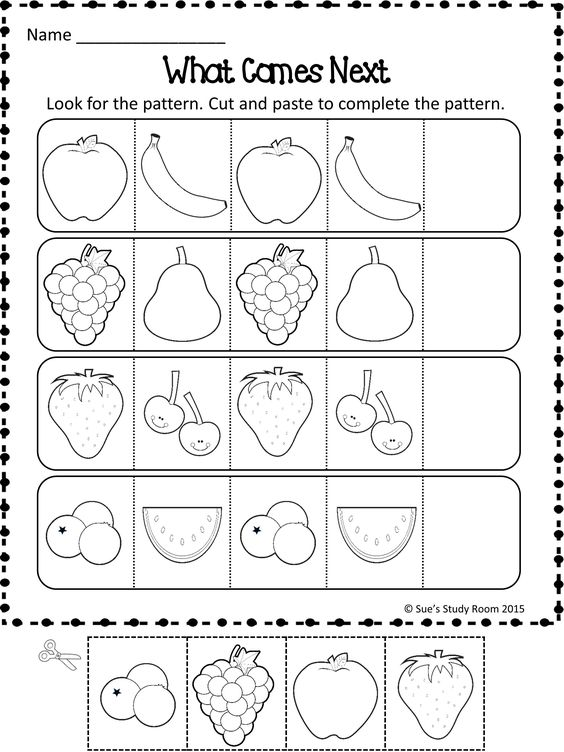 Name _________________
What Comes Next
Look for the pattern. Cut and paste to complete the pattern.
© Sue's Study Room 2015